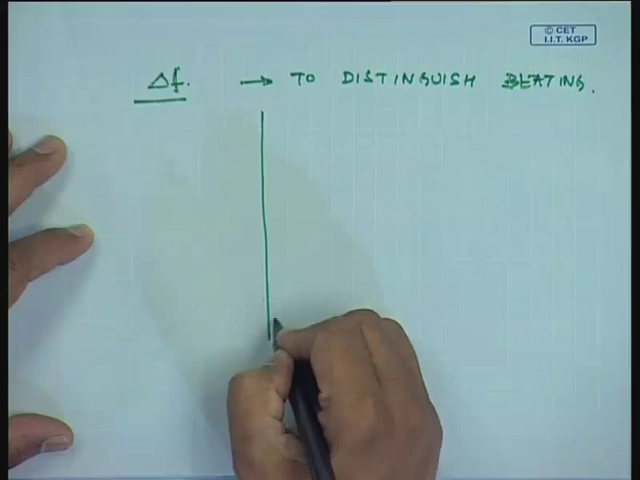 © CET
I.I.T. KGP
Δf. → TO DISTINGUISH BEATING.